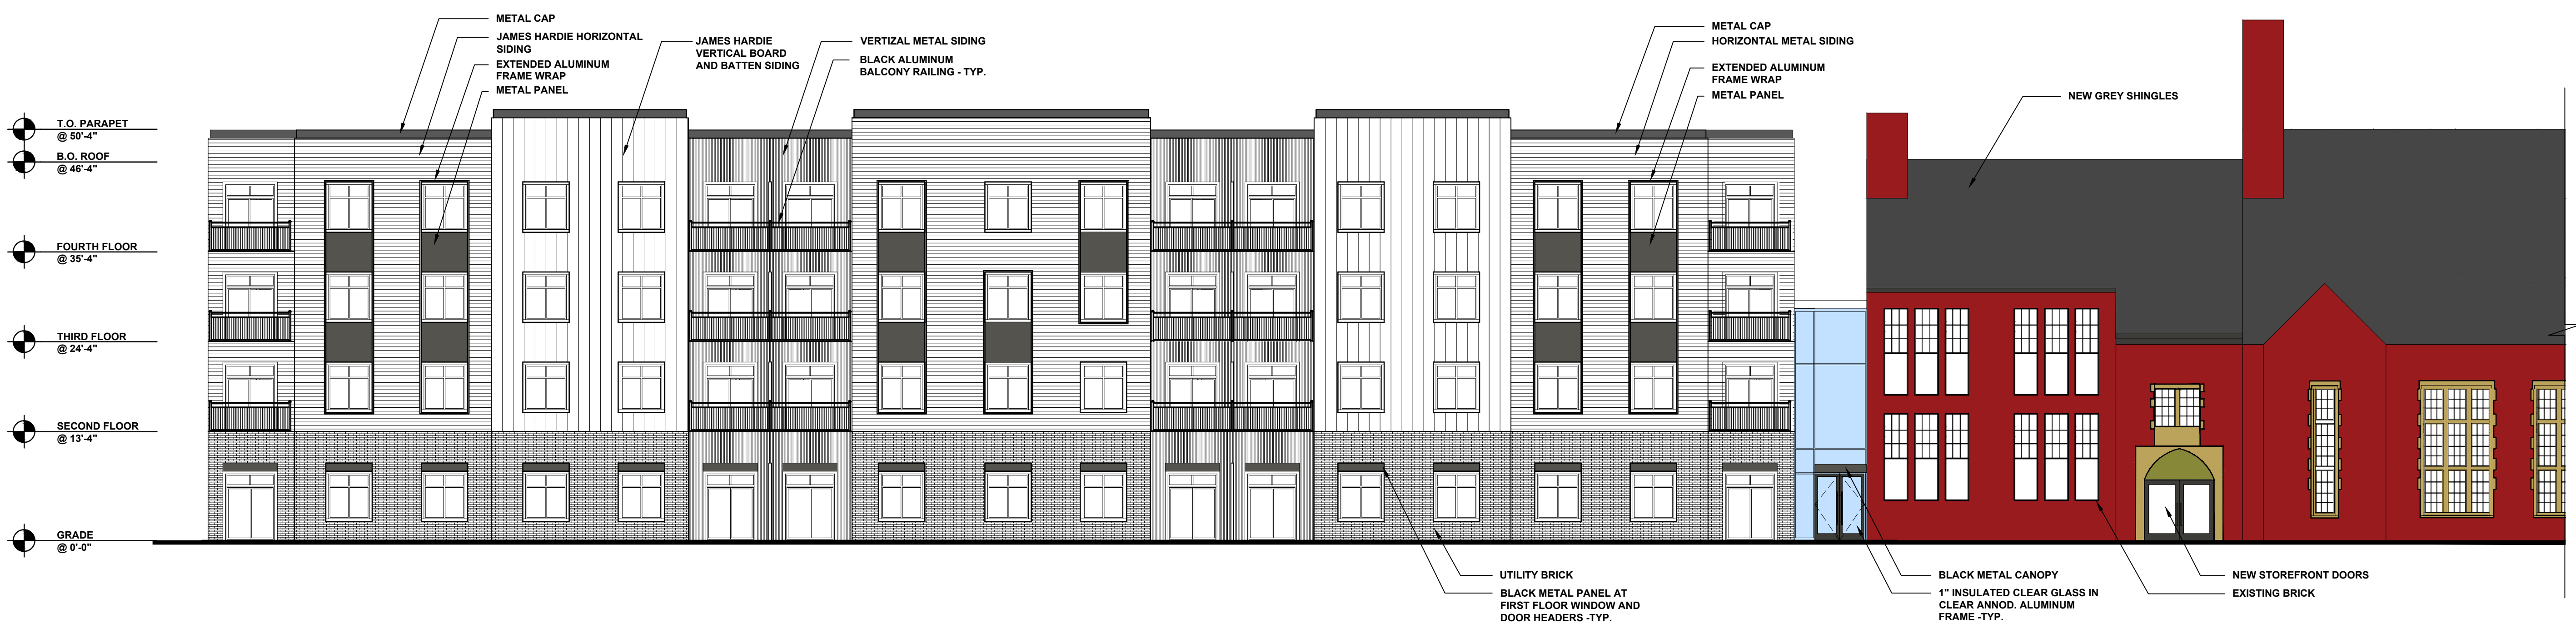 METAL CAP
JAMES HARDIE HORIZONTAL
SIDING
EXTENDED ALUMINUM
FRAME WRAP
METAL PANEL
JAMES HARDIE
VERTICAL BOARD
AND BATTEN SIDING
VERTIZAL METAL SIDING
BLACK ALUMINUM
BALCONY RAILING - TYP.
METAL CAP
HORIZONTAL METAL SIDING
EXTENDED ALUMINUM
FRAME WRAP
METAL PANEL
NEW GREY SHINGLES
T.O. PARAPET
@ 50'-4"
B.O. ROOF
@ 46'-4"
FOURTH FLOOR
@ 35'-4"
THIRD FLOOR
@ 24'-4"
SECOND FLOOR
@ 13'-4"
GRADE
@ 0'-0"
UTILITY BRICK
BLACK METAL PANEL AT
FIRST FLOOR WINDOW AND
DOOR HEADERS -TYP.
BLACK METAL CANOPY
1" INSULATED CLEAR GLASS IN
CLEAR ANNOD. ALUMINUM
FRAME -TYP.
NEW STOREFRONT DOORS
EXISTING BRICK